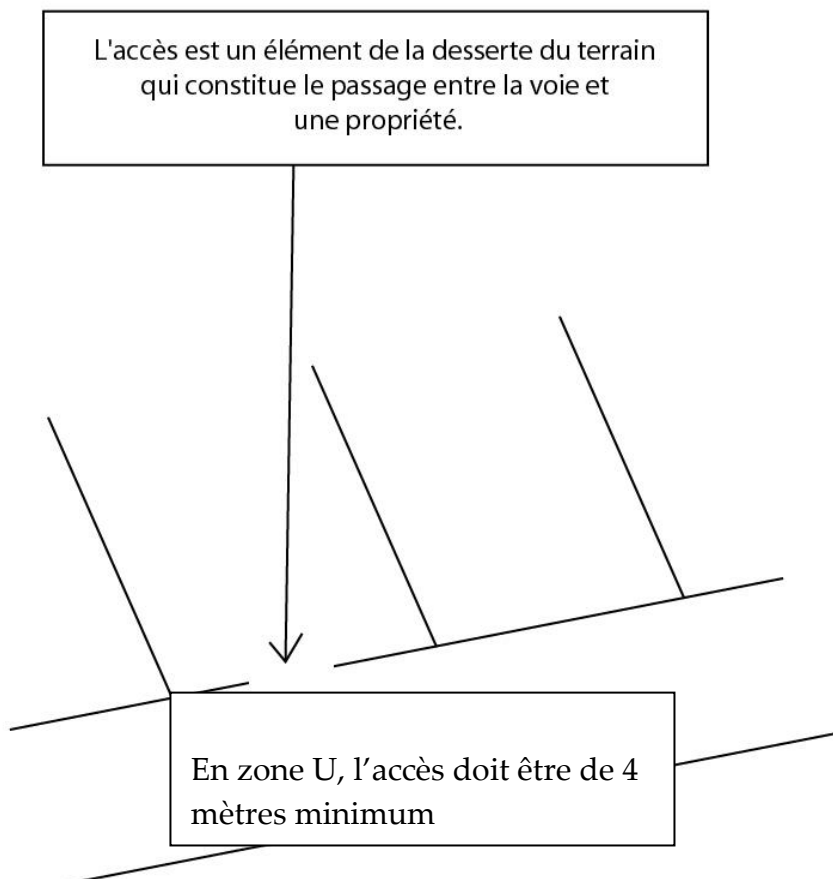 L'accès est un élément de la desserte du terrain
qui constitue le passage entre la voie et
une propriété.
En zone U, l’accès doit être de 4
mètres minimum